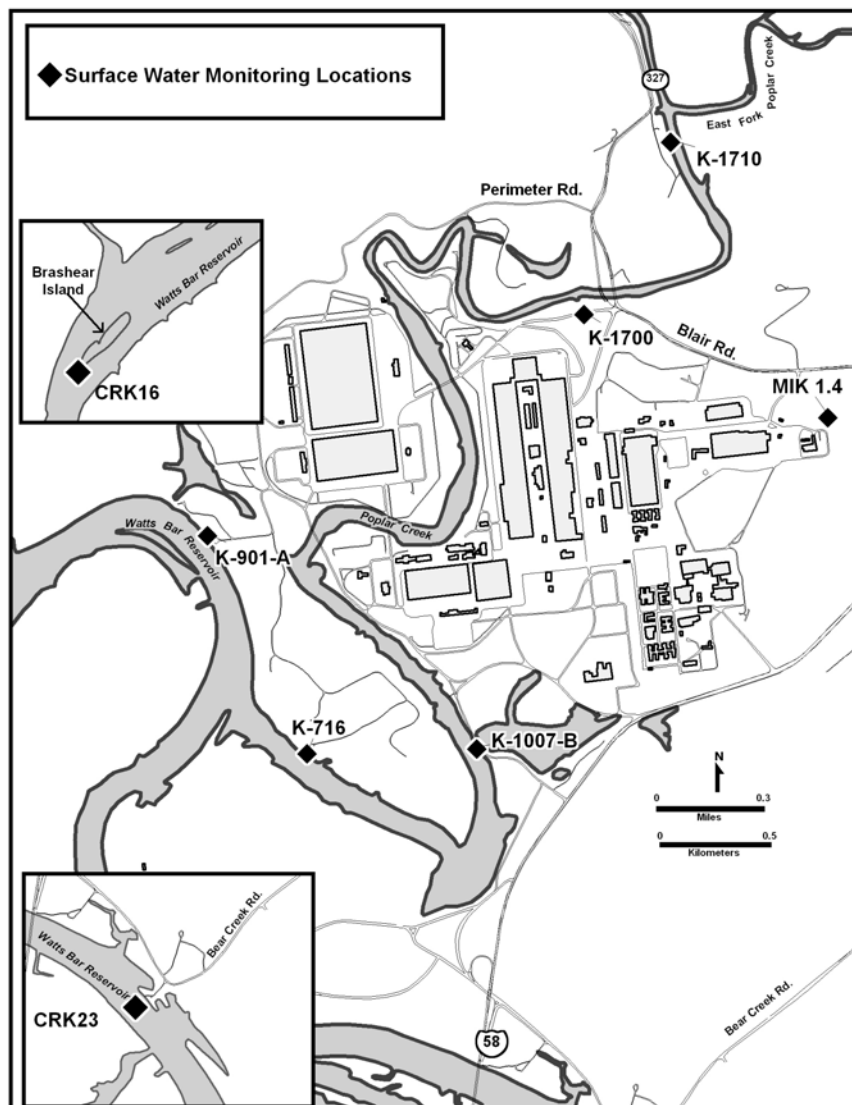 Surface Water Monitoring Locations
327
East Fork Poplar Creek
K-1710
Perimeter Rd.
Brashear
Island
Watts Bar Reservoir
CRK16
K-1700
Blair Rd.
MIK 1.4
Watts Bar Reservoir
K-901-A
Poplar Creek
K-716
K-1007-B
N
0 0.3
Miles
0 0.5
Kilometers
Watts Bar Reservoir
Bear Creek Rd.
CRK23
58
Bear Creek Rd.